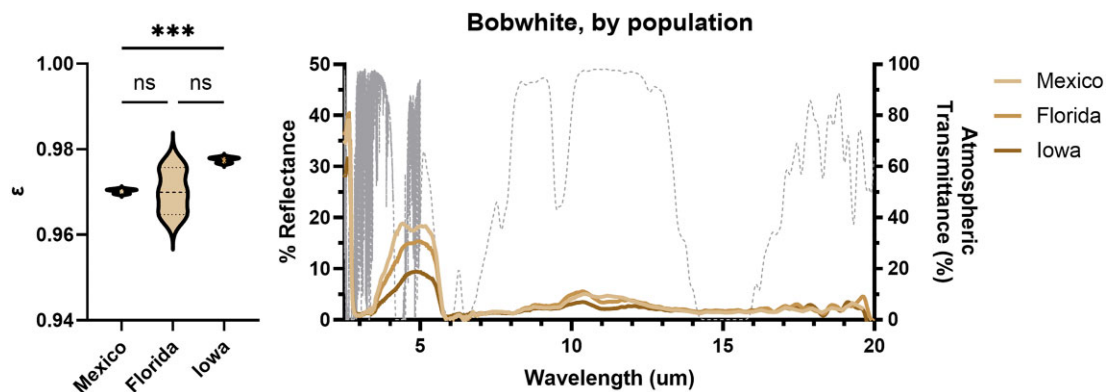 Bobwhite, by population
***
ns ns
ε
1.00
0.98
0.96
0.94
Mexico Florida Iowa
% Reflectance
50
40
30
20
10
0
5 10 15 20
Wavelength (um)
100
80
60
40
20
0
Atmospheric
Transmittance (%)
Mexico
Florida
Iowa